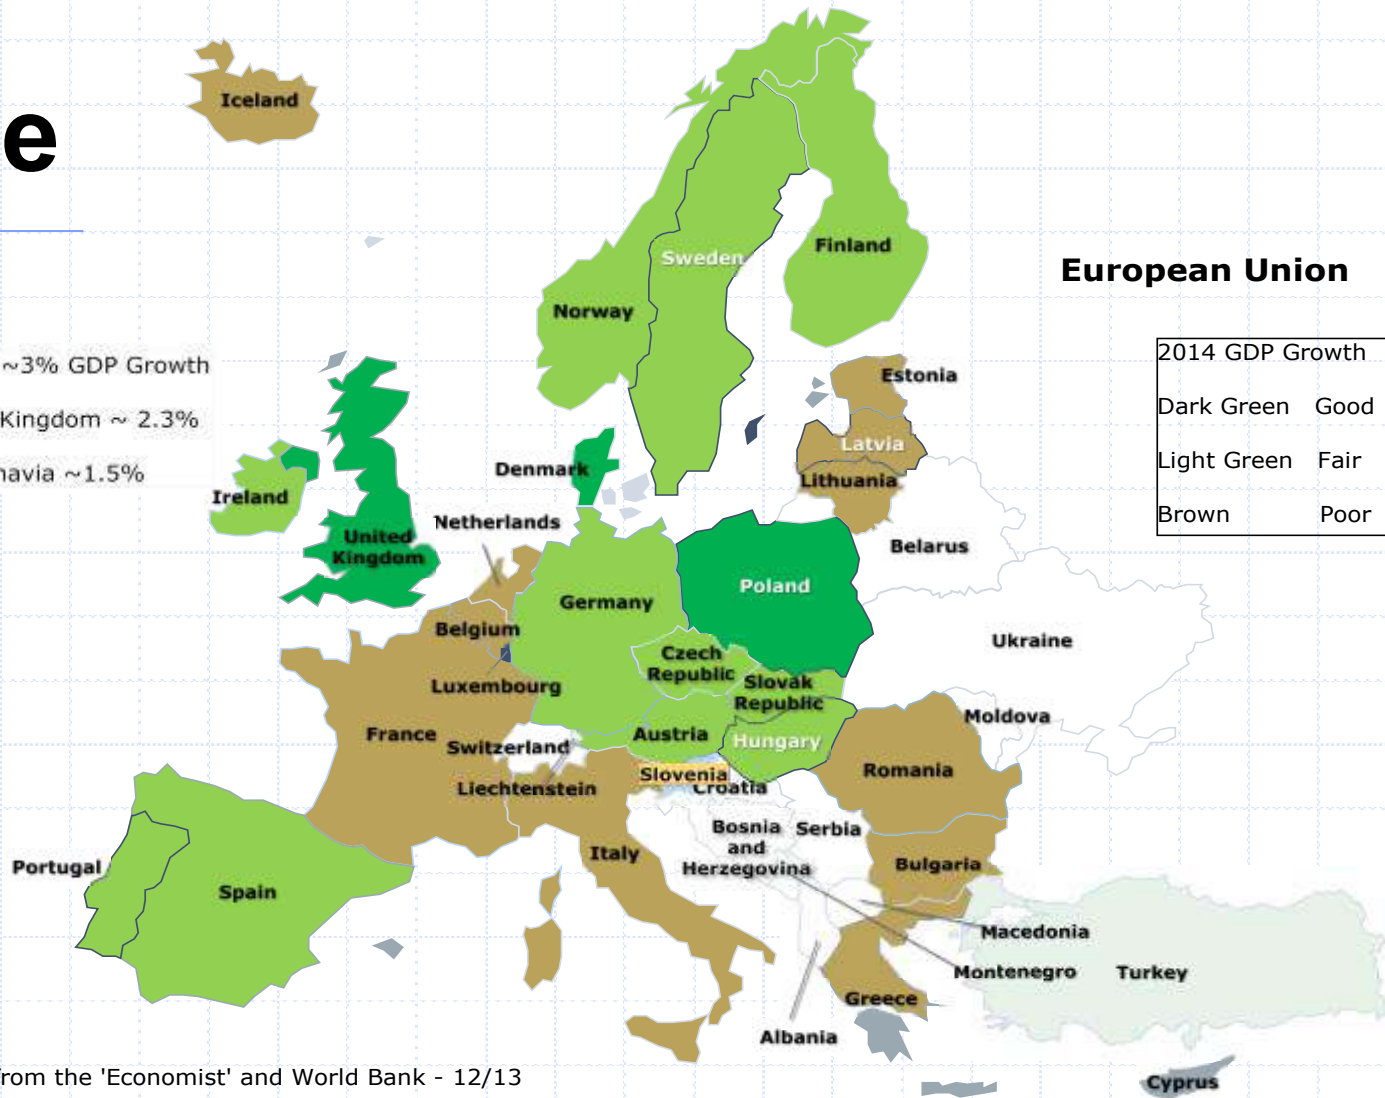 e
Iceland
Sweden
Finland
Norway
European Union
~3% GDP Growth
Kingdom ~ 2.3%
navia ~1.5%
2014 GDP Growth
Dark Green Good
Light Green Fair
Brown Poor
Estonia
Latvia
Lithuania
Denmark
Ireland
Netherlands
United
Kingdom
Belarus
Poland
Germany
Belgium
Ukraine
Czech
Republic
Luxembourg
Slovak
Republic
Moldova
France
Switzerland
Austria
Hungary
Romania
Slovenia
Liechtenstein
Croatia
Bosnia
and
Herzegovina
Serbia
Italy
Bulgaria
Portugal
Spain
Macedonia
Montenegro
Turkey
Greece
Albania
Cyprus
rom the 'Economist' and World Bank - 12/13